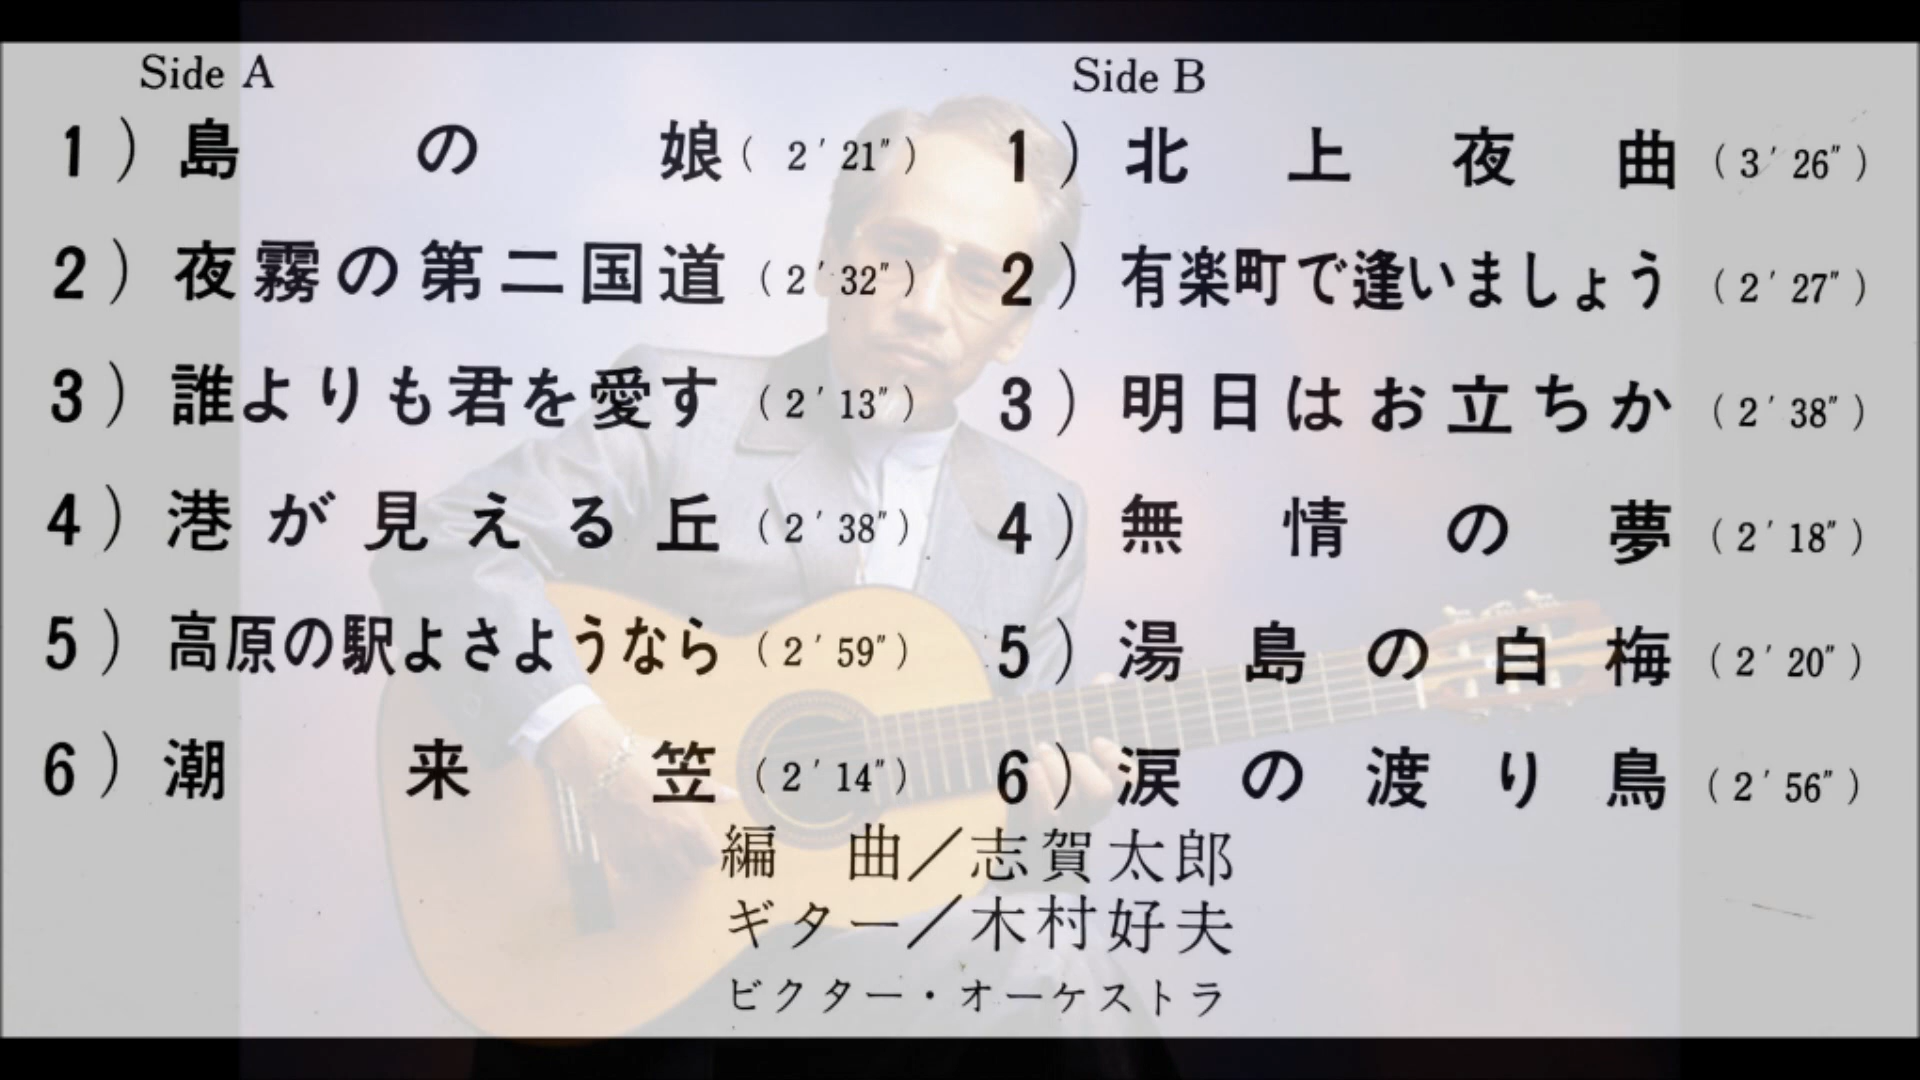 Side A
1）島の娘（2′21″）
2）夜霧の第二国道（2′32″）
3）誰よりも君を愛す（2′13″）
4）港が見える丘（2′38″）
5）高原の駅よさようなら（2′59″）
6）潮来笠（2′14″）
Side B
1）北上夜曲（3′26″）
2）有楽町で逢いましょう（2′27″）
3）明日はお立ちか（2′38″）
4）無情の夢（2′18″）
5）湯島の白梅（2′20″）
6）涙の渡り鳥（2′56″）
編 曲／志賀太郎
ギター／木村好夫
ビクター・オーケストラ